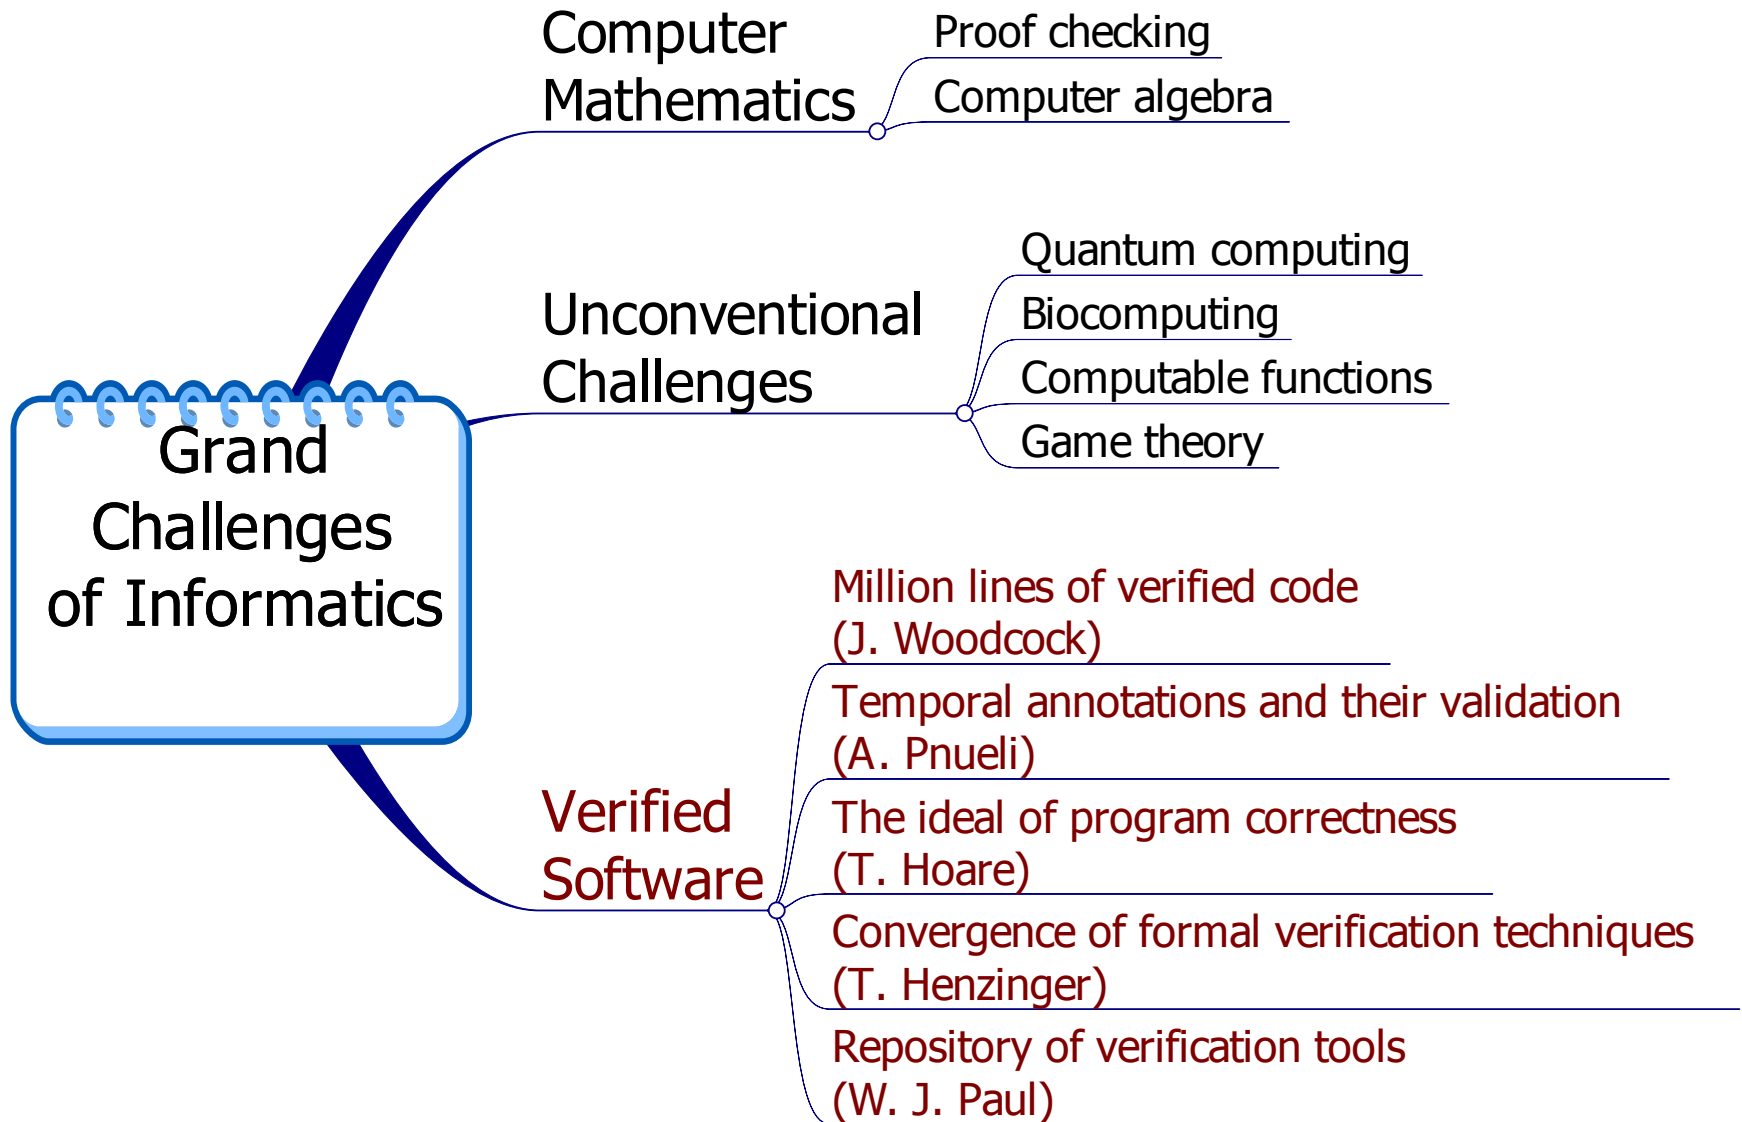 Grand
Challenges
of Informatics
Computer
Mathematics
Proof checking
Computer algebra
Unconventional
Challenges
Quantum computing
Biocomputing
Computable functions
Game theory
Verified
Software
Million lines of verified code
(J. Woodcock)
Temporal annotations and their validation
(A. Pnueli)
The ideal of program correctness
(T. Hoare)
Convergence of formal verification techniques
(T. Henzinger)
Repository of verification tools
(W. J. Paul)